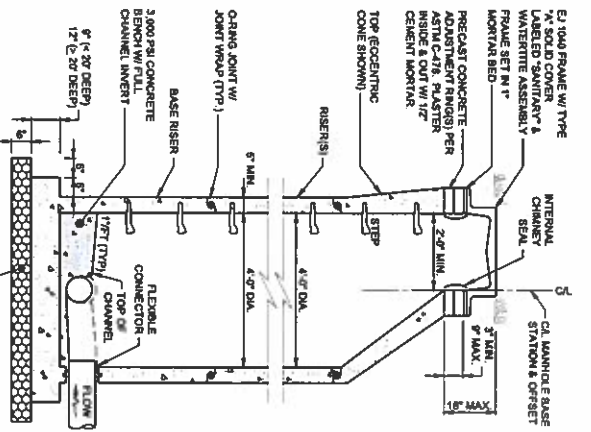 EJ 1040 FRAME W/ TYPE
"A" SOLID COVER
LABELED "SANITARY" &
WATERTITE ASSEMBLY
FRAME SET IN 1"
MORTAR BED
PRECAST CONCRETE
ADJUSTMENT RING(S) PER
ASTM C-478. PLASTER
INSIDE & OUT W/ 1/2"
CEMENT MORTAR
TOP (ECCENTRIC
CONE SHOWN)
RISER(S)
O-RING JOINT W/
JOINT WRAP (TYP.)
BASE RISER
3,000 PSI CONCRETE
BENCH W/ FULL
CHANNEL INVERT
9" (< 20' DEEP)
12" (≥ 20' DEEP)
INTERNAL
CHIMNEY
SEAL
C/L
C/L MANHOLE BASE
STATION & OFFSET
3" MIN.
9" MAX.
18" MAX.
2'-0" MIN.
STEP
4'-0" DIA.
5" MIN.
4'-0" DIA.
1"/FT (TYP)
TOP OF
CHANNEL
FLEXIBLE
CONNECTOR
FLOW
6"
6"
6"